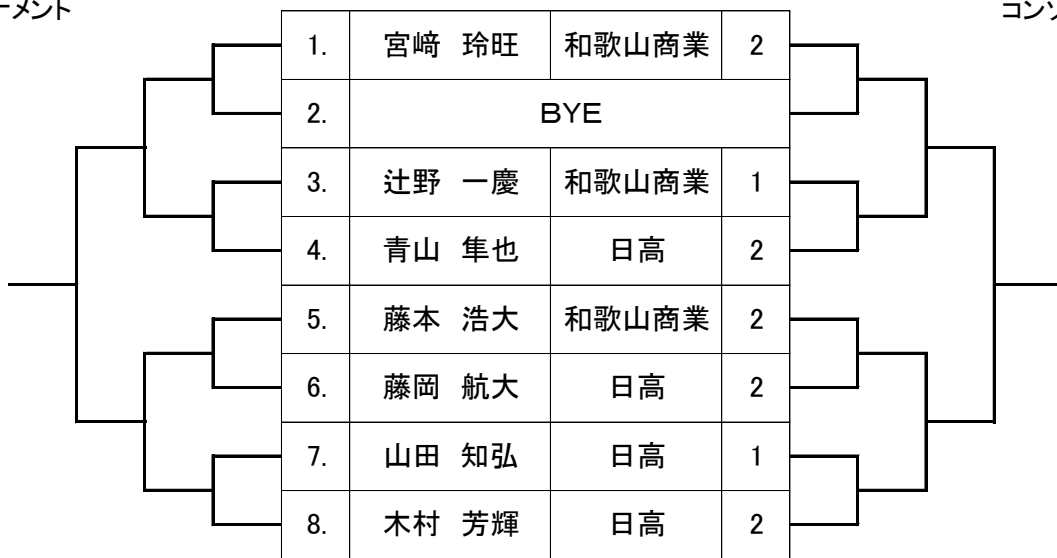 ーメント
コンソ
1. 宮﨑 玲旺 和歌山商業 2
2. BYE
3. 辻野 一慶 和歌山商業 1
4. 青山 隼也 日高 2
5. 藤本 浩大 和歌山商業 2
6. 藤岡 航大 日高 2
7. 山田 知弘 日高 1
8. 木村 芳輝 日高 2